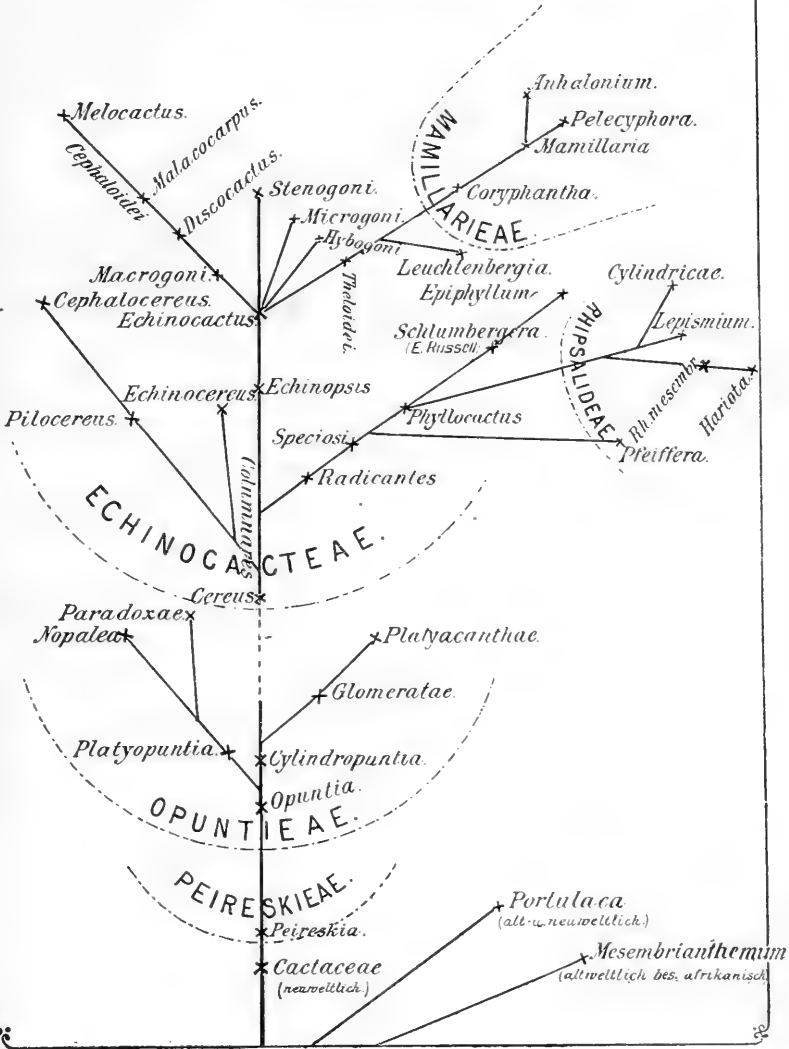 Anhalonium.
Melocactus.
Malacocarpus.
Pelecyphora.
MAMILLARIEAE.
Mamillaria
Cephaloidei
Discocactus.
Stenogoni.
Coryphantha.
Microgoni.
Hybogoni
Macrogoni.
Theloidei.
Leuchtenbergia.
Cylindricae.
Cephalocereus.
Epiphyllum
Echinocactus.
Schlumbergera.
(E. Russell.)
RHIPSALIDEAE.
Lepismium.
Echinocereus.
Echinopsis
Rh. mesembr.
Hariota.
Pilocereus.
Phyllocactus
Speciosi
Pfeiffera.
Columnares
Radicantes
ECHINOCACTEAE.
Cereus.
Paradoxae
Nopalea
Platyacanthae.
Glomeratae.
Platyopuntia.
Cylindropuntia.
Opuntia.
OPUNTIEAE.
PEIRESKIEAE.
Portulaca
(alt-u. neuweltlich.)
Peireskia.
Mesembrianthemum
(altweltlich bes. afrikanisch
Cactaceae
(neuweltlich.)